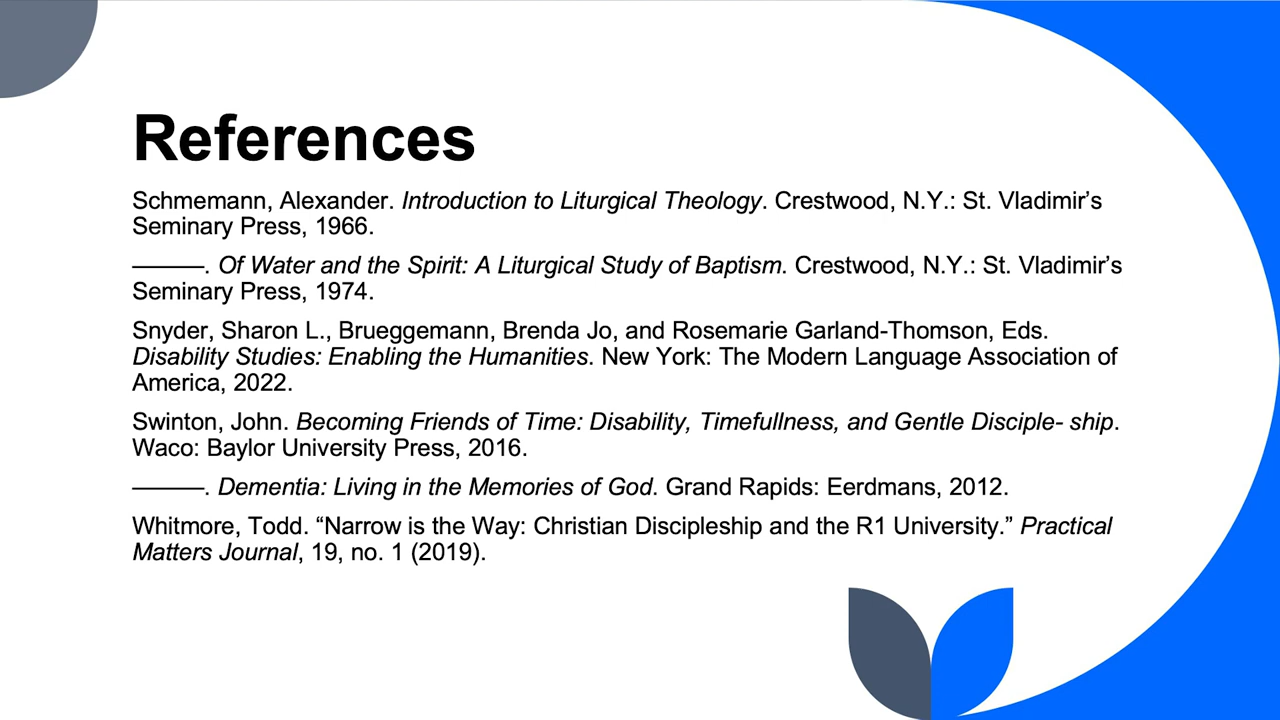 References
Schmemann, Alexander. Introduction to Liturgical Theology. Crestwood, N.Y.: St. Vladimir’s
Seminary Press, 1966.
———. Of Water and the Spirit: A Liturgical Study of Baptism. Crestwood, N.Y.: St. Vladimir’s
Seminary Press, 1974.
Snyder, Sharon L., Brueggemann, Brenda Jo, and Rosemarie Garland-Thomson, Eds.
Disability Studies: Enabling the Humanities. New York: The Modern Language Association of
America, 2022.
Swinton, John. Becoming Friends of Time: Disability, Timefullness, and Gentle Disciple- ship.
Waco: Baylor University Press, 2016.
———. Dementia: Living in the Memories of God. Grand Rapids: Eerdmans, 2012.
Whitmore, Todd. “Narrow is the Way: Christian Discipleship and the R1 University.” Practical
Matters Journal, 19, no. 1 (2019).